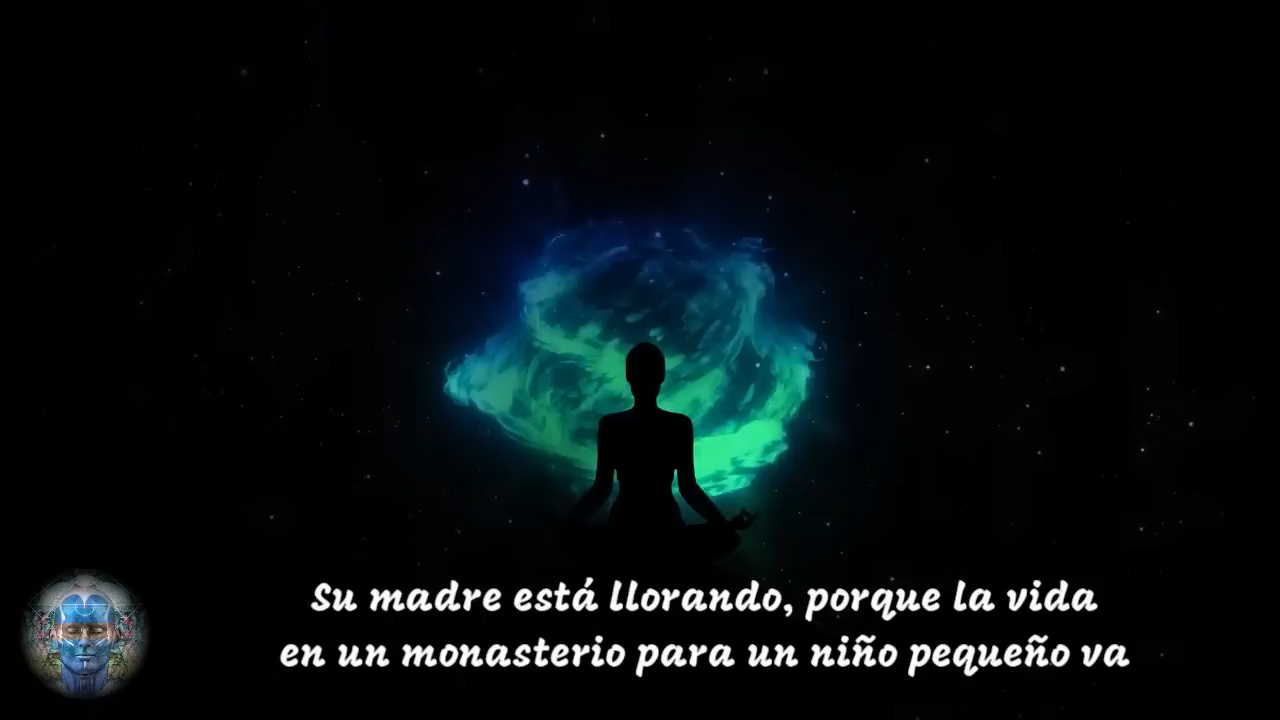 Su madre está llorando, porque la vida
en un monasterio para un niño pequeño va